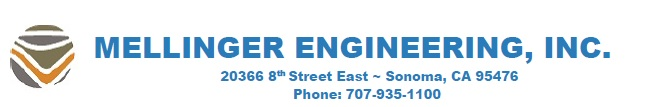 MELLINGER ENGINEERING, INC.
20366 8th Street East ~ Sonoma, CA 95476
Phone: 707-935-1100